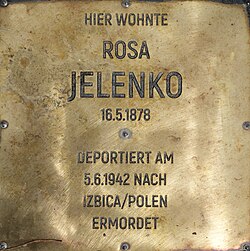 HIER WOHNTE
ROSA
JELENKO
16.5.1878
DEPORTIERT AM
5.6.1942 NACH
IZBICA/POLEN
ERMORDET